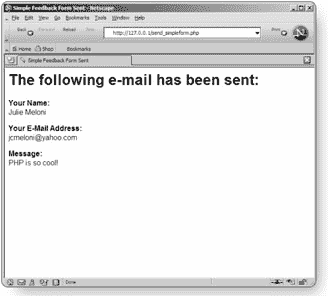 Simple Feedback Form Sent - Netscape
File Edit View Go Bookmarks Tools Window Help
Back Forward Reload Stop http://127.0.0.1/send_simpleform.php Print
Home Shop Bookmarks
Simple Feedback Form Sent
The following e-mail has been sent:
Your Name:
Julie Meloni
Your E-Mail Address:
jcmeloni@yahoo.com
Message:
PHP is so cool!
Done